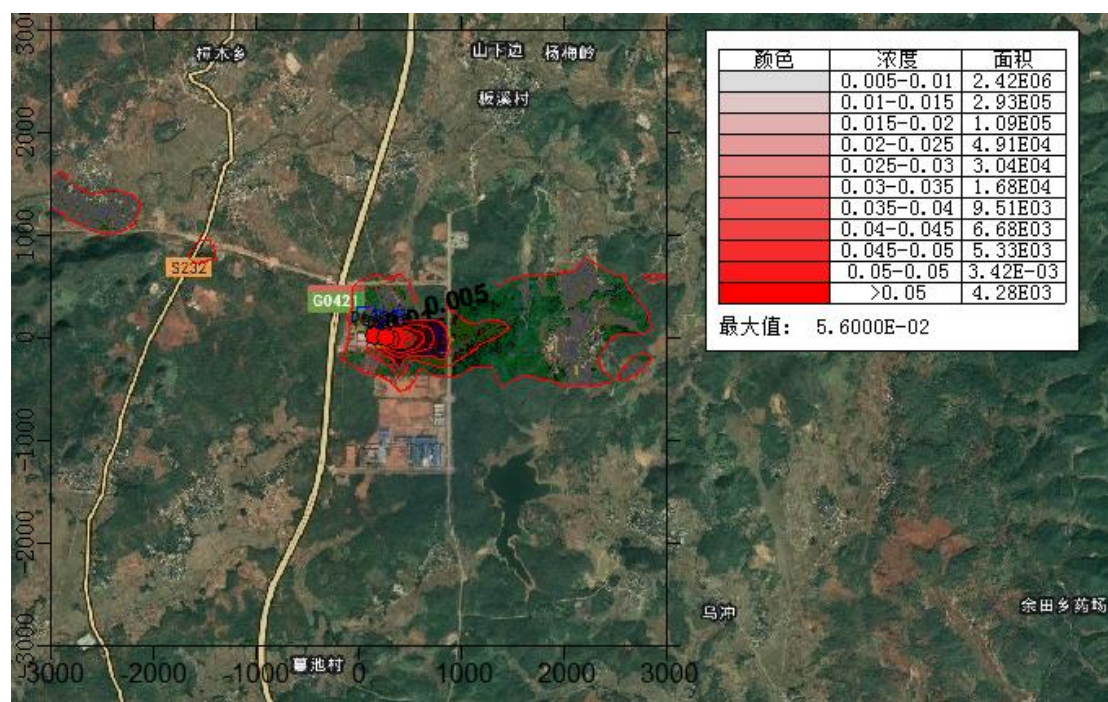 樟木乡
山下边 杨梅岭
板溪村
颜色 浓度 面积
0.005-0.01 2.42E06
0.01-0.015 2.93E05
0.015-0.02 1.09E05
0.02-0.025 4.91E04
0.025-0.03 3.04E04
0.03-0.035 1.68E04
0.035-0.04 9.51E03
0.04-0.045 6.68E03
0.045-0.05 5.33E03
0.05-0.05 3.42E-03
>0.05 4.28E03
最大值: 5.6000E-02
3000
2000
1000
0
-1000
-2000
-3000
S232
G0421
0.005
乌冲
余田乡药场
墓池村
-3000 -2000 -1000 0 1000 2000 3000